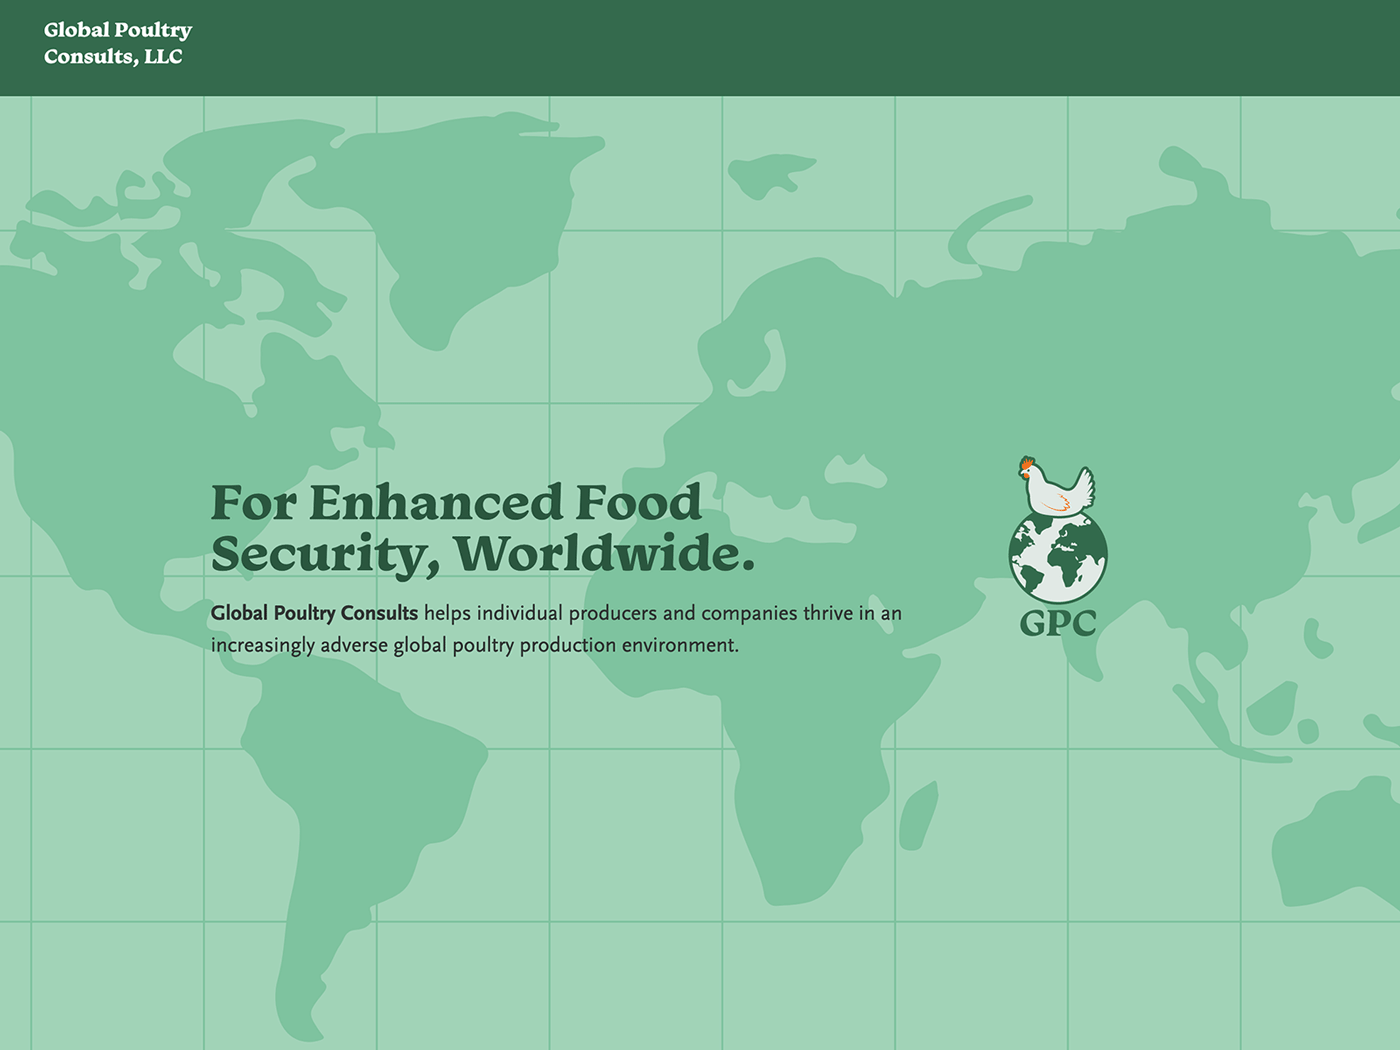 Global Poultry
Consults, LLC
For Enhanced Food
Security, Worldwide.
Global Poultry Consults helps individual producers and companies thrive in an
increasingly adverse global poultry production environment.
GPC